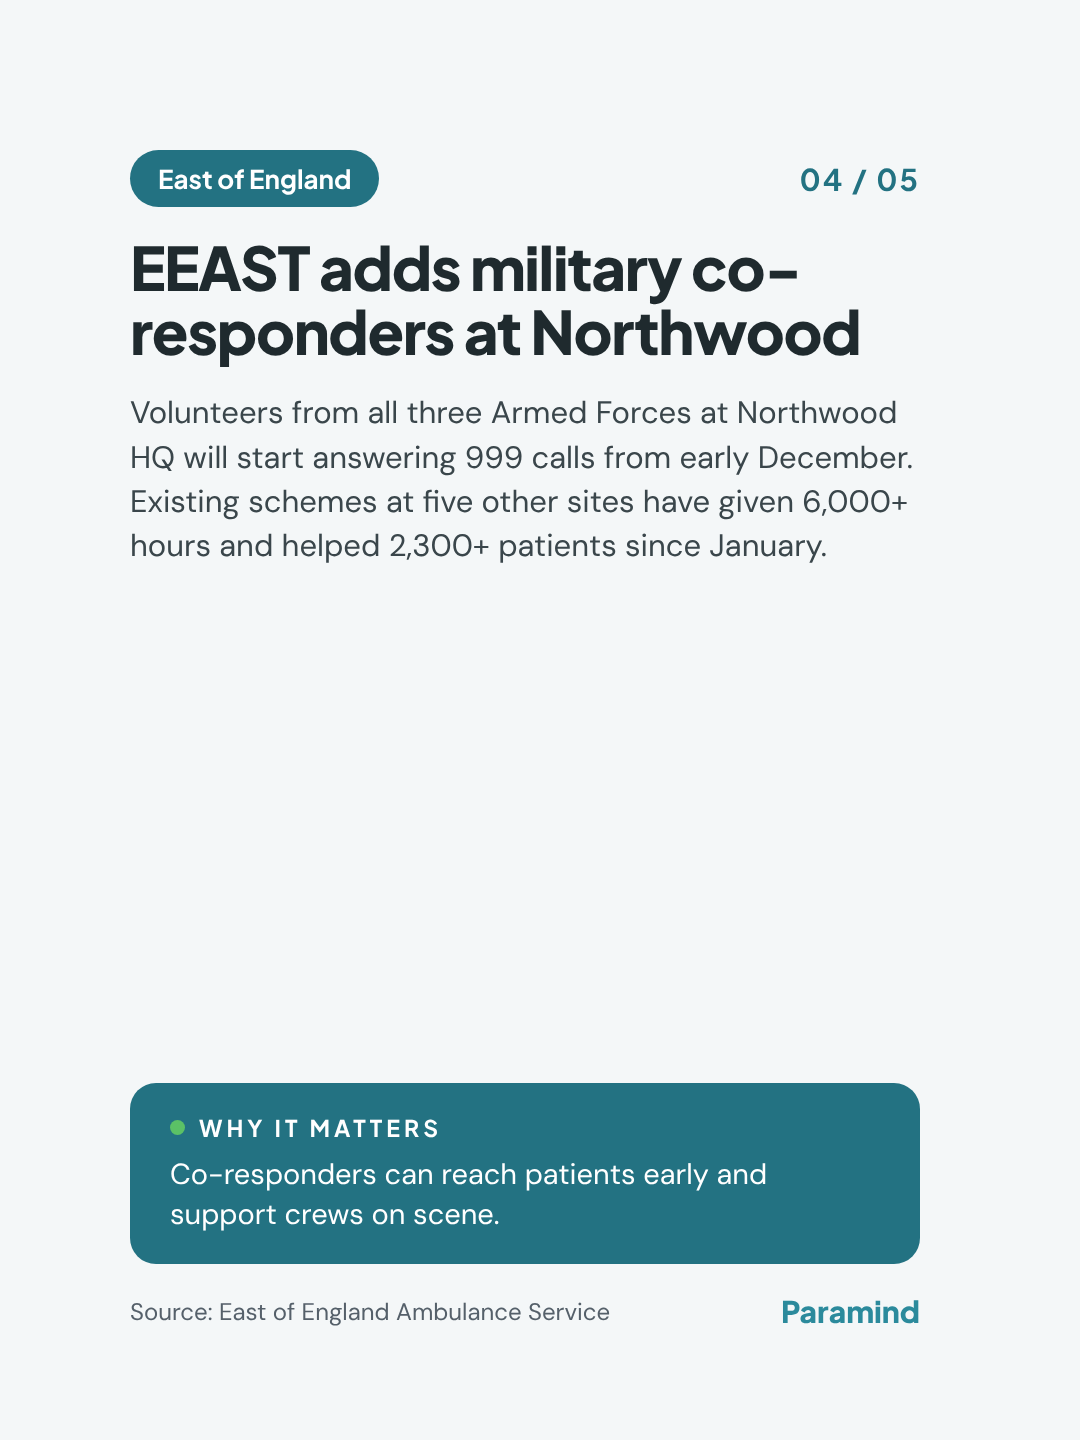 East of England
04 / 05
EEAST adds military co-
responders at Northwood
Volunteers from all three Armed Forces at Northwood
HQ will start answering 999 calls from early December.
Existing schemes at five other sites have given 6,000+
hours and helped 2,300+ patients since January.
WHY IT MATTERS
Co-responders can reach patients early and
support crews on scene.
Source: East of England Ambulance Service
Paramind